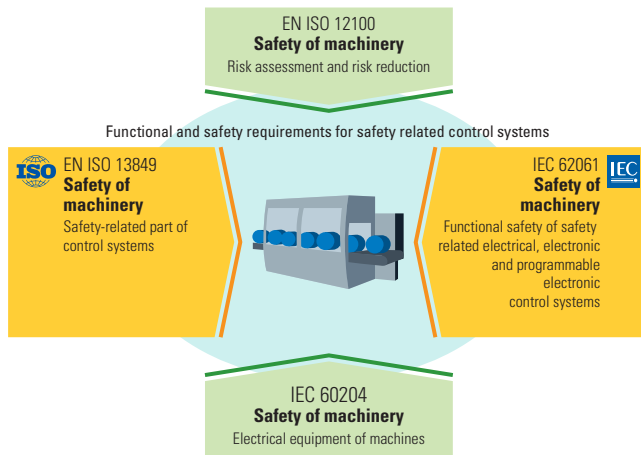 EN ISO 12100
Safety of machinery
Risk assessment and risk reduction
Functional and safety requirements for safety related control systems
ISO
EN ISO 13849
Safety of
machinery
Safety-related part of
control systems
IEC 62061
IEC
Safety of
machinery
Functional safety of safety
related electrical, electronic
and programmable
electronic
control systems
IEC 60204
Safety of machinery
Electrical equipment of machines